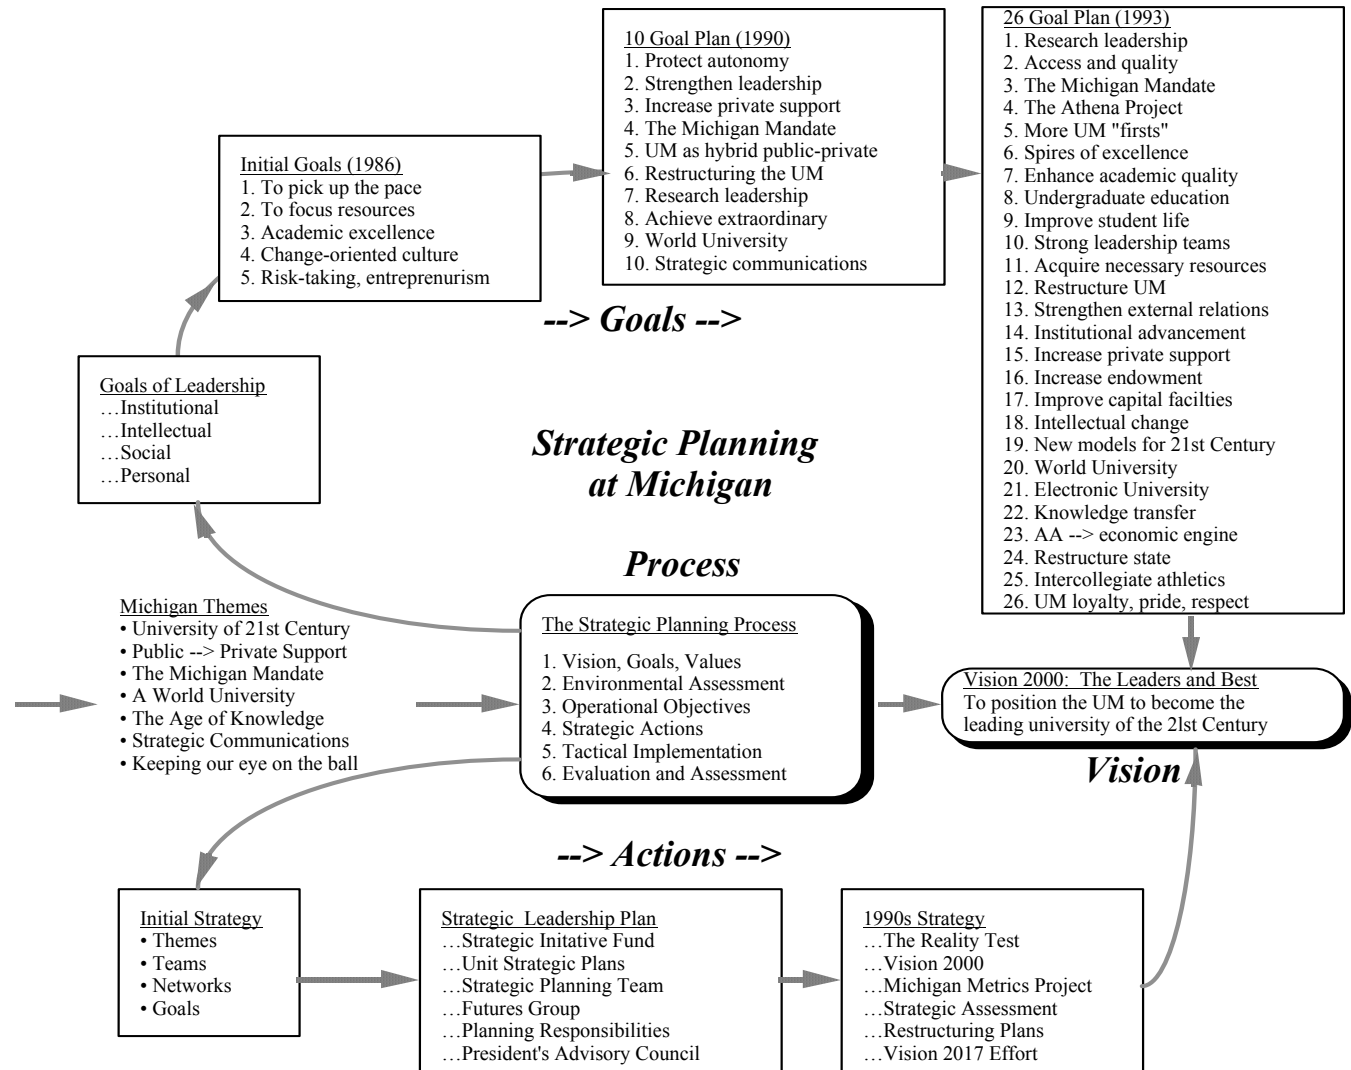 10 Goal Plan (1990)
1. Protect autonomy
2. Strengthen leadership
3. Increase private support
4. The Michigan Mandate
5. UM as hybrid public-private
6. Restructuring the UM
7. Research leadership
8. Achieve extraordinary
9. World University
10. Strategic communications
26 Goal Plan (1993)
1. Research leadership
2. Access and quality
3. The Michigan Mandate
4. The Athena Project
5. More UM "firsts"
6. Spires of excellence
7. Enhance academic quality
8. Undergraduate education
9. Improve student life
10. Strong leadership teams
11. Acquire necessary resources
12. Restructure UM
13. Strengthen external relations
14. Institutional advancement
15. Increase private support
16. Increase endowment
17. Improve capital facilties
18. Intellectual change
19. New models for 21st Century
20. World University
21. Electronic University
22. Knowledge transfer
23. AA --> economic engine
24. Restructure state
25. Intercollegiate athletics
26. UM loyalty, pride, respect
Initial Goals (1986)
1. To pick up the pace
2. To focus resources
3. Academic excellence
4. Change-oriented culture
5. Risk-taking, entreprenurism
--> Goals -->
Goals of Leadership
…Institutional
…Intellectual
…Social
…Personal
Strategic Planning
at Michigan
Process
Michigan Themes
• University of 21st Century
• Public --> Private Support
• The Michigan Mandate
• A World University
• The Age of Knowledge
• Strategic Communications
• Keeping our eye on the ball
The Strategic Planning Process
1. Vision, Goals, Values
2. Environmental Assessment
3. Operational Objectives
4. Strategic Actions
5. Tactical Implementation
6. Evaluation and Assessment
Vision 2000: The Leaders and Best
To position the UM to become the
leading university of the 2lst Century
Vision
--> Actions -->
Initial Strategy
• Themes
• Teams
• Networks
• Goals
Strategic Leadership Plan
…Strategic Initative Fund
…Unit Strategic Plans
…Strategic Planning Team
…Futures Group
…Planning Responsibilities
…President's Advisory Council
1990s Strategy
…The Reality Test
…Vision 2000
…Michigan Metrics Project
…Strategic Assessment
…Restructuring Plans
…Vision 2017 Effort